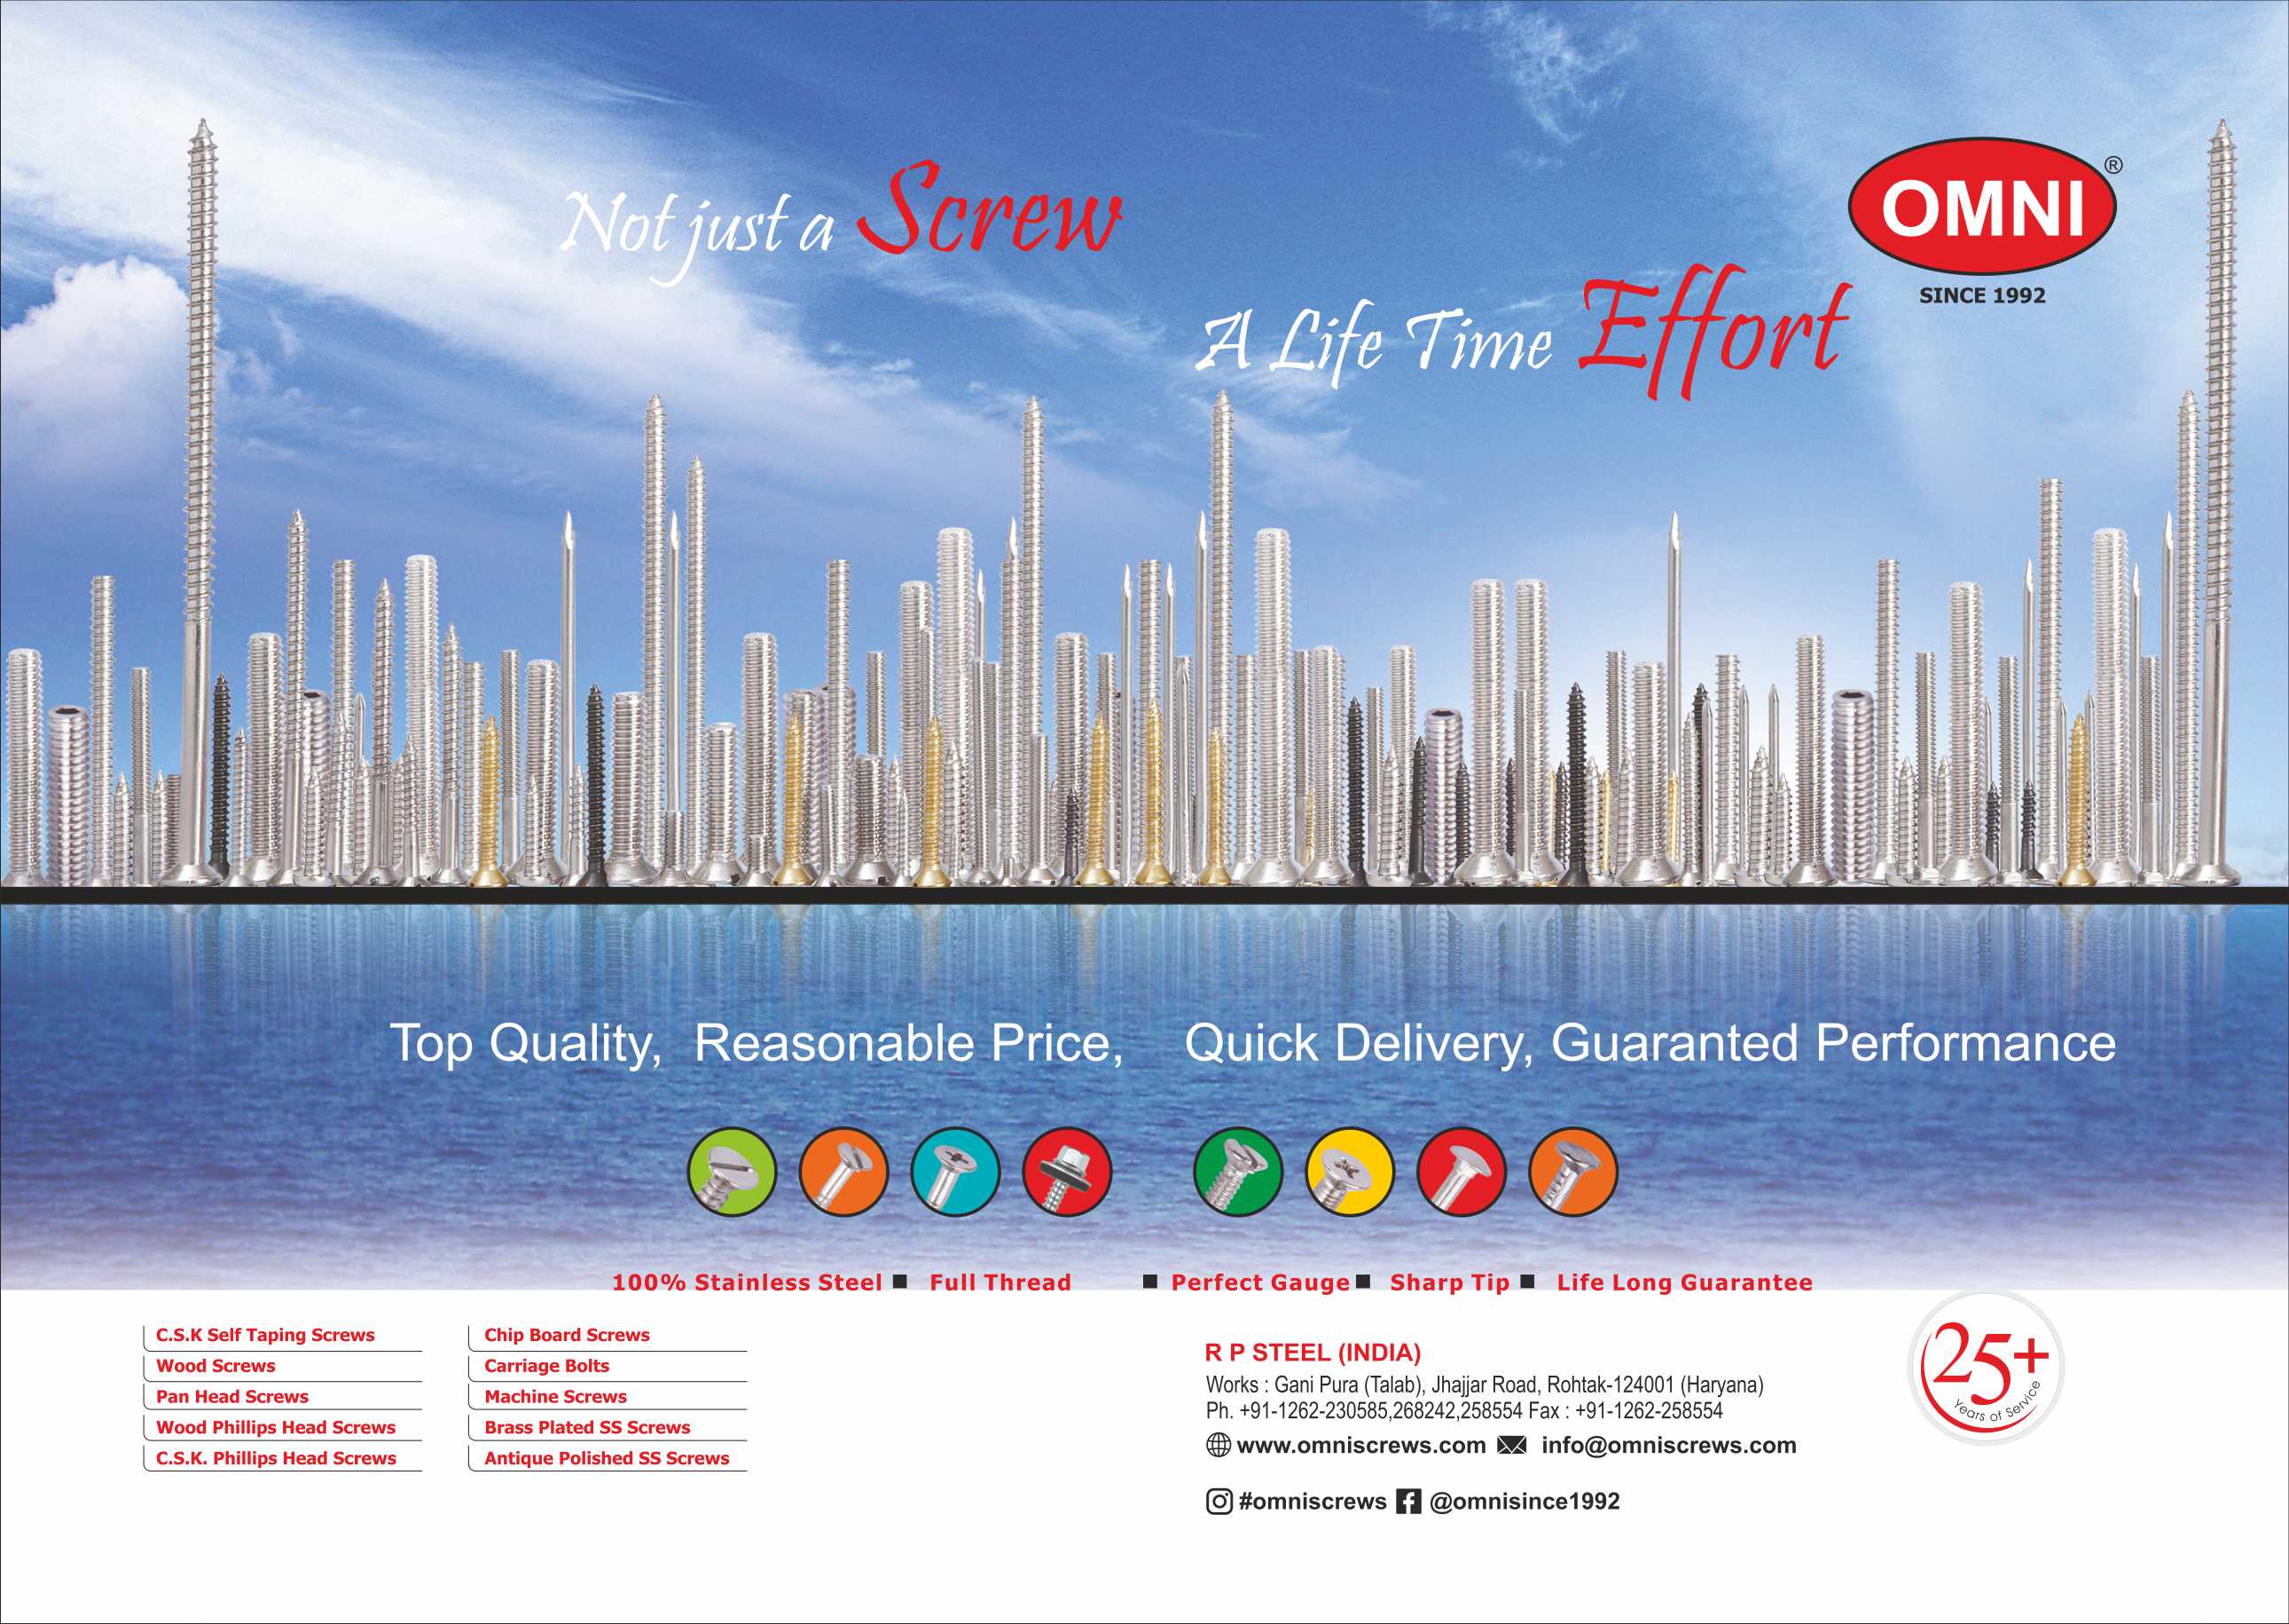 Not just a Screw
A Life Time Effort
OMNI ®
SINCE 1992
Top Quality, Reasonable Price, Quick Delivery, Guaranted Performance
100% Stainless Steel ■ Full Thread ■ Perfect Gauge ■ Sharp Tip ■ Life Long Guarantee
C.S.K Self Taping Screws
Wood Screws
Pan Head Screws
Wood Phillips Head Screws
C.S.K. Phillips Head Screws
Chip Board Screws
Carriage Bolts
Machine Screws
Brass Plated SS Screws
Antique Polished SS Screws
R P STEEL (INDIA)
Works : Gani Pura (Talab), Jhajjar Road, Rohtak-124001 (Haryana)
Ph. +91-1262-230585,268242,258554 Fax : +91-1262-258554
www.omniscrews.com info@omniscrews.com
#omniscrews @omnisince1992
25+
Years of Service